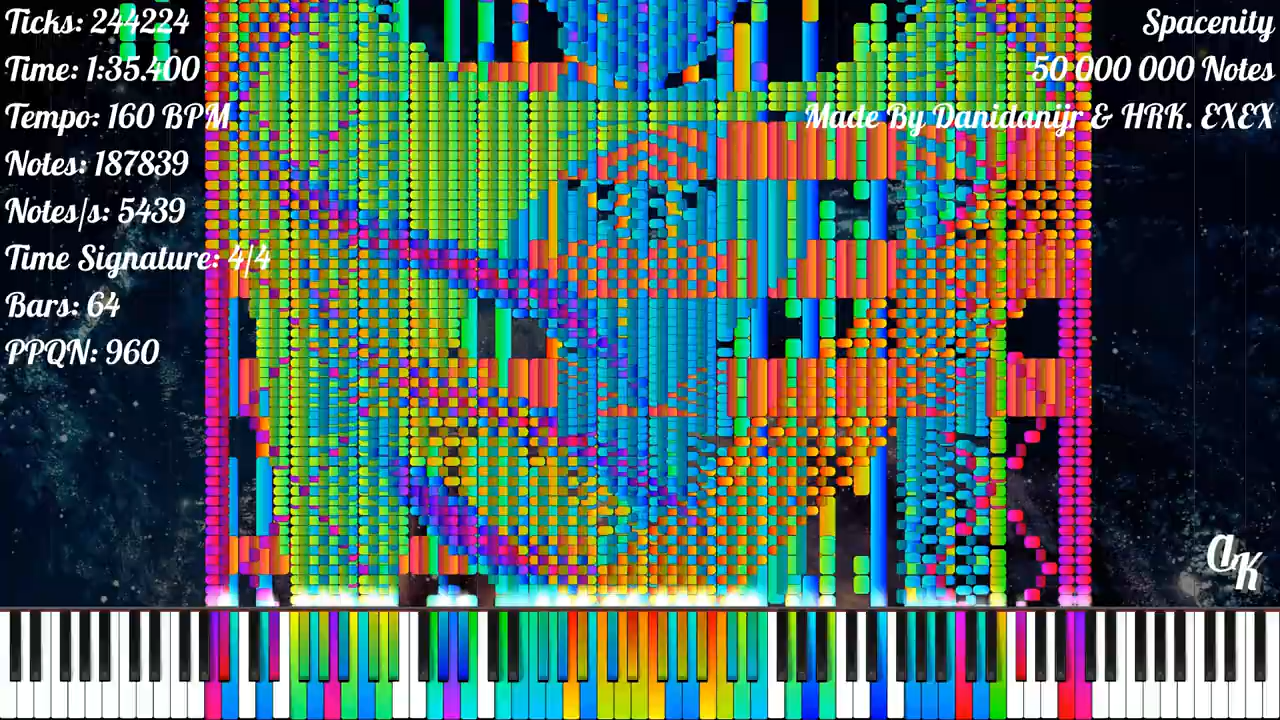 Ticks: 244224
Time: 1:35.400
Tempo: 160 BPM
Notes: 187839
Notes/s: 5439
Time Signature: 4/4
Bars: 64
PPQN: 960
Spacenity
50 000 000 Notes
Made By Danidanijr & HRK. EXEX
AK